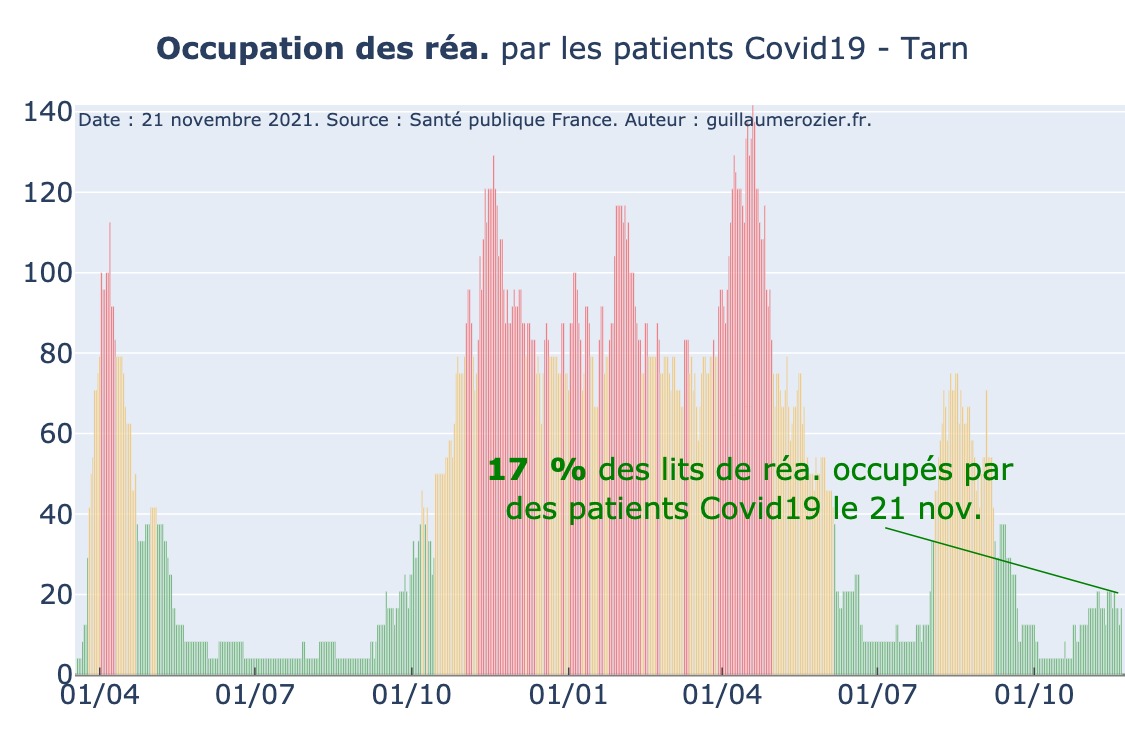 Occupation des réa. par les patients Covid19 - Tarn
140
Date : 21 novembre 2021. Source : Santé publique France. Auteur : guillaumerozier.fr.
120
100
80
60
17 % des lits de réa. occupés par
des patients Covid19 le 21 nov.
40
20
0
01/04 01/07 01/10 01/01 01/04 01/07 01/10